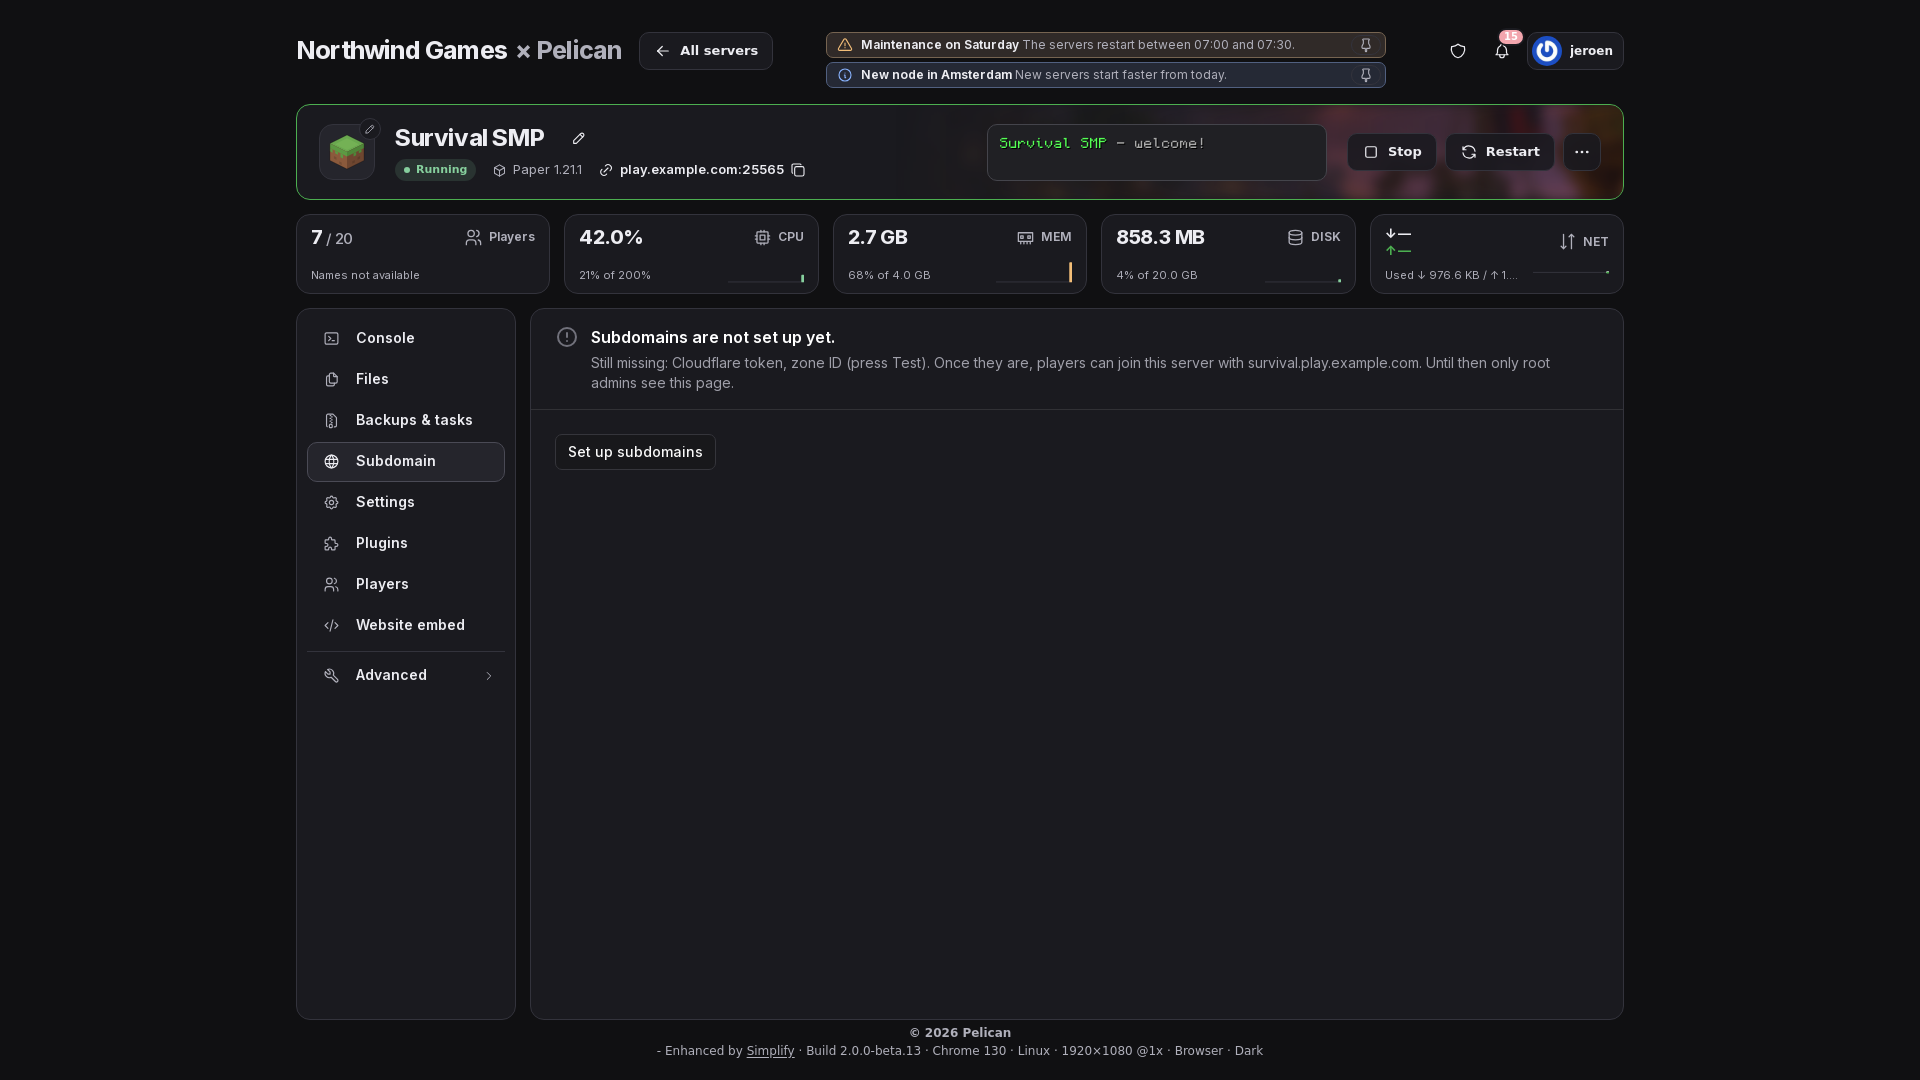 Northwind Games × Pelican
All servers
Maintenance on Saturday The servers restart between 07:00 and 07:30.
New node in Amsterdam New servers start faster from today.
15
jeroen
Survival SMP
Running
Paper 1.21.1
play.example.com:25565
Survival SMP - welcome!
Stop
Restart
7 / 20
Players
Names not available
42.0%
CPU
21% of 200%
2.7 GB
MEM
68% of 4.0 GB
858.3 MB
DISK
4% of 20.0 GB
↓—
↑—
NET
Used ↓ 976.6 KB / ↑ 1....
Console
Files
Backups & tasks
Subdomain
Settings
Plugins
Players
Website embed
Advanced
Subdomains are not set up yet.
Still missing: Cloudflare token, zone ID (press Test). Once they are, players can join this server with survival.play.example.com. Until then only root
admins see this page.
Set up subdomains
© 2026 Pelican
- Enhanced by Simplify · Build 2.0.0-beta.13 · Chrome 130 · Linux · 1920×1080 @1x · Browser · Dark